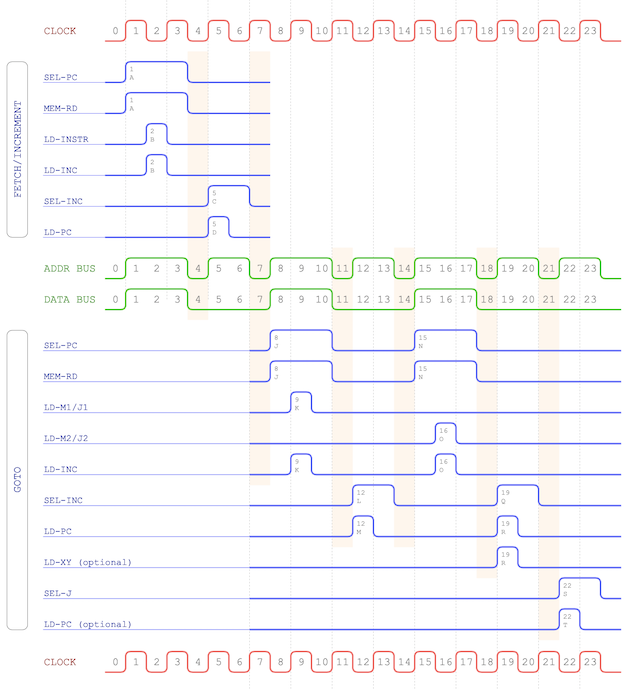 CLOCK 0 1 2 3 4 5 6 7 8 9 10 11 12 13 14 15 16 17 18 19 20 21 22 23
FETCH/INCREMENT
SEL-PC 1 A
MEM-RD 1 A
LD-INSTR 2 B
LD-INC 2 B
SEL-INC 5 C
LD-PC 5 D
ADDR BUS 0 1 2 3 4 5 6 7 8 9 10 11 12 13 14 15 16 17 18 19 20 21 22 23
DATA BUS 0 1 2 3 4 5 6 7 8 9 10 11 12 13 14 15 16 17 18 19 20 21 22 23
GOTO
SEL-PC 8 J 15 N
MEM-RD 8 J 15 N
LD-M1/J1 9 K
LD-M2/J2 16 O
LD-INC 9 K 16 O
SEL-INC 12 L 19 Q
LD-PC 12 M 19 R
LD-XY (optional) 19 R
SEL-J 22 S
LD-PC (optional) 22 T
CLOCK 0 1 2 3 4 5 6 7 8 9 10 11 12 13 14 15 16 17 18 19 20 21 22 23